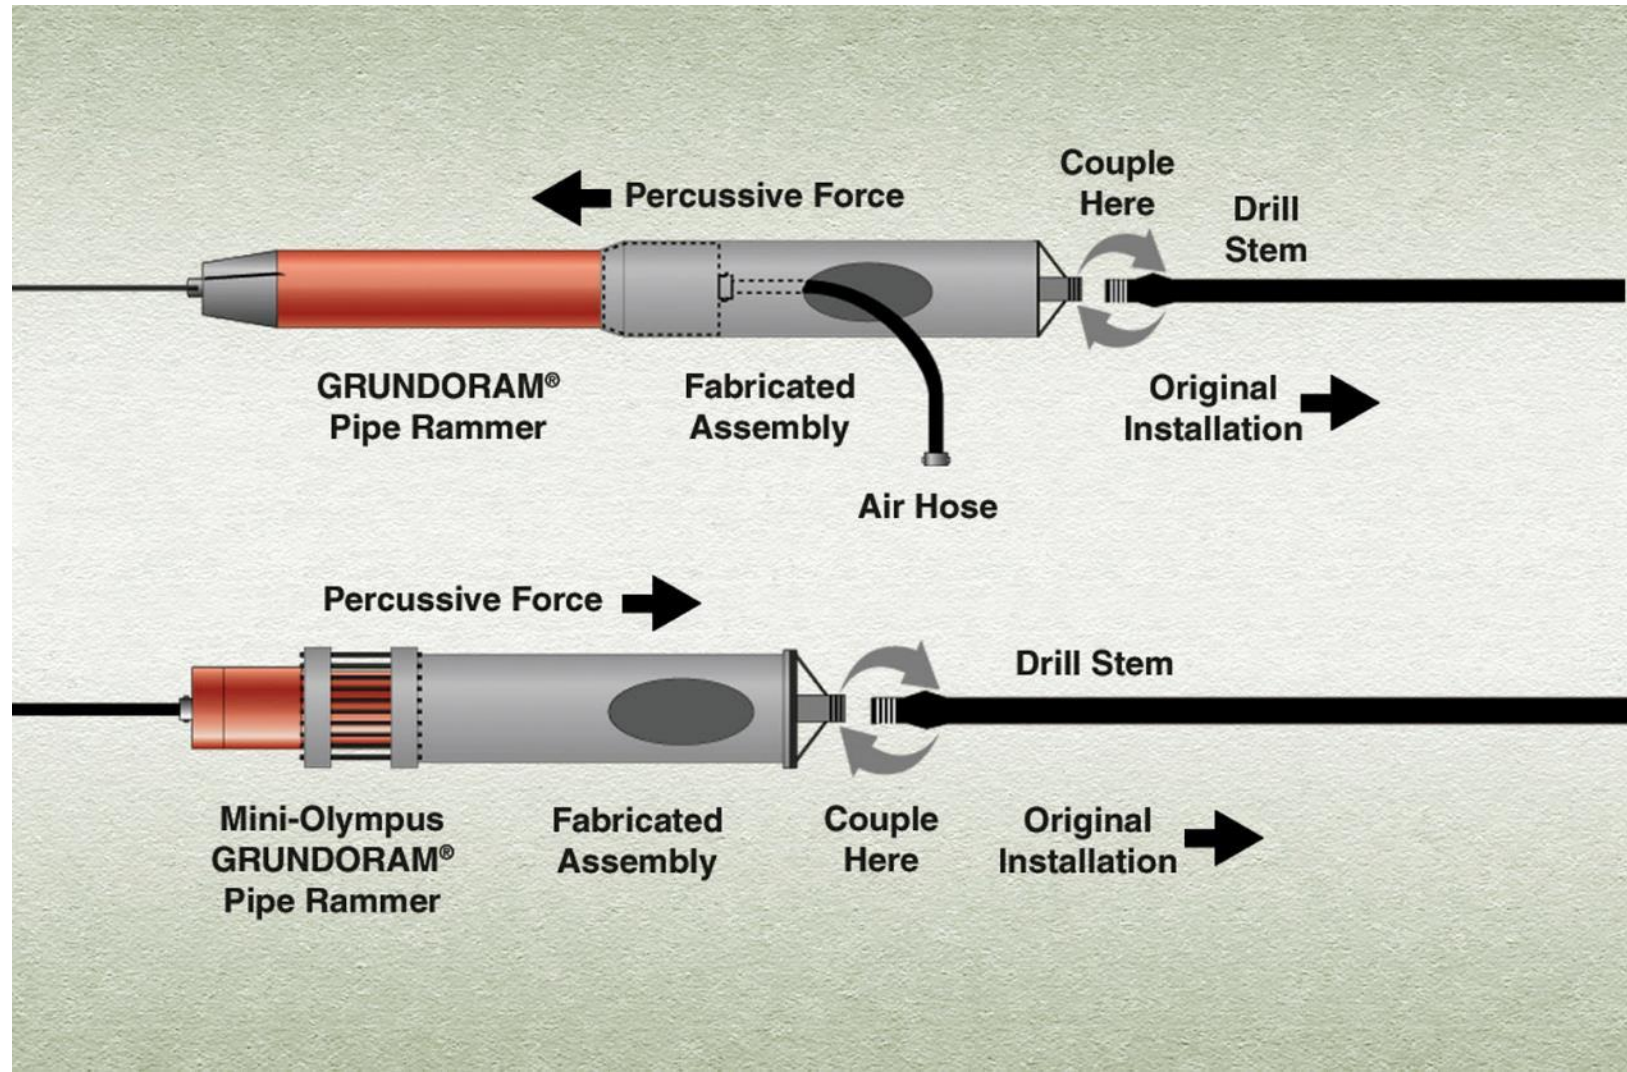 Couple
Here
Percussive Force
Drill
Stem
GRUNDORAM®
Pipe Rammer
Fabricated
Assembly
Original
Installation
Air Hose
Percussive Force
Drill Stem
Mini-Olympus
GRUNDORAM®
Pipe Rammer
Fabricated
Assembly
Couple
Here
Original
Installation